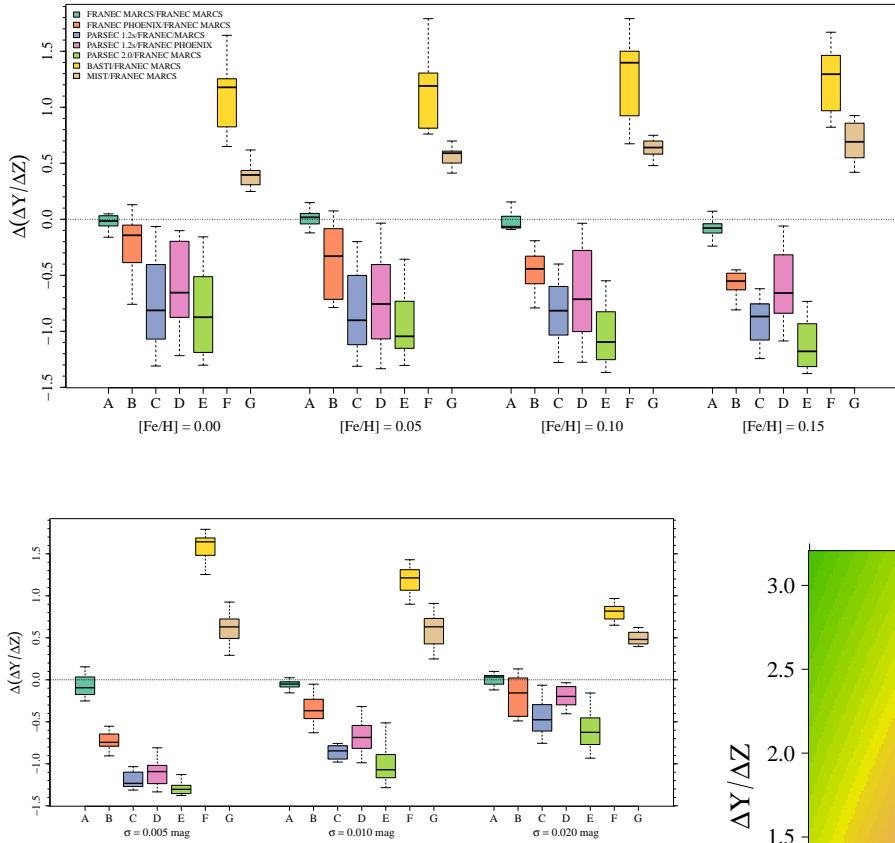 FRANEC MARCS/FRANEC MARCS
FRANEC PHOENIX/FRANEC MARCS
PARSEC 1.2s/FRANEC/MARCS
PARSEC 1.2s/FRANEC PHOENIX
PARSEC 2.0/FRANEC MARCS
BASTI/FRANEC MARCS
MIST/FRANEC MARCS
Δ(ΔY/ΔZ)
1.5
1.0
0.5
0.0
−0.5
−1.0
−1.5
A B C D E F G A B C D E F G A B C D E F G A B C D E F G
[Fe/H] = 0.00 [Fe/H] = 0.05 [Fe/H] = 0.10 [Fe/H] = 0.15
Δ(ΔY/ΔZ)
1.5
1.0
0.5
0.0
−0.5
−1.0
−1.5
A B C D E F G A B C D E F G A B C D E F G
σ = 0.005 mag σ = 0.010 mag σ = 0.020 mag
ΔY/ΔZ
3.0
2.5
2.0
1.5